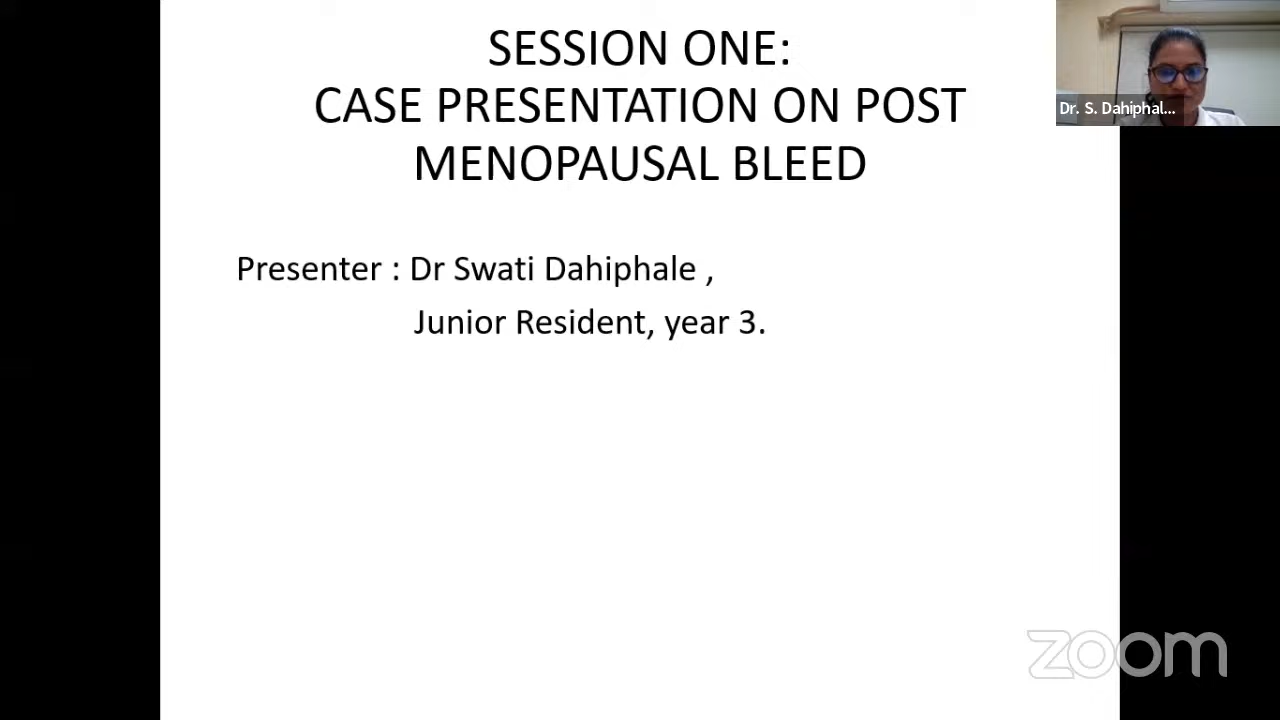 SESSION ONE:
CASE PRESENTATION ON POST
MENOPAUSAL BLEED
Dr. S. Dahiphal...
Presenter : Dr Swati Dahiphale ,
Junior Resident, year 3.
zoom